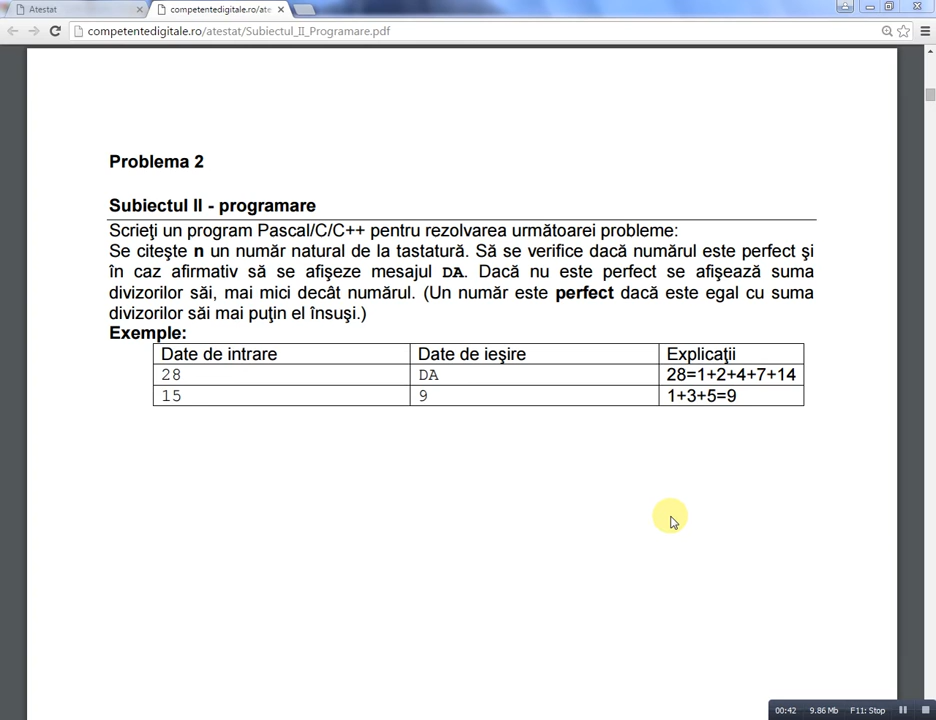 Atestat
competentedigitale.ro/ate
competentedigitale.ro/atestat/Subiectul_II_Programare.pdf
Problema 2
Subiectul II - programare
Scrieţi un program Pascal/C/C++ pentru rezolvarea următoarei probleme:
Se citeşte n un număr natural de la tastatură. Să se verifice dacă numărul este perfect şi
în caz afirmativ să se afişeze mesajul DA. Dacă nu este perfect se afişează suma
divizorilor săi, mai mici decât numărul. (Un număr este perfect dacă este egal cu suma
divizorilor săi mai puţin el însuşi.)
Exemple:
Date de intrare Date de ieşire Explicaţii
28 DA 28=1+2+4+7+14
15 9 1+3+5=9
00:42 9.86 Mb F11: Stop